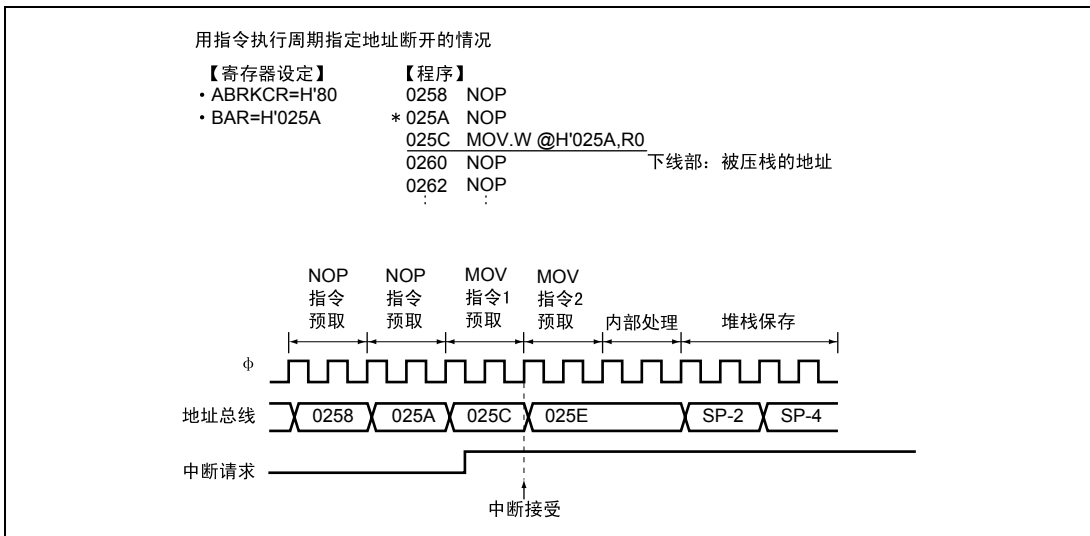 用指令执行周期指定地址断开的情况
【寄存器设定】
・ABRKCR=H'80
・BAR=H'025A
【程序】
0258 NOP
* 025A NOP
025C MOV.W @H'025A,R0
0260 NOP
0262 NOP
⋮ ⋮
下线部：被压栈的地址
NOP 指令 预取
NOP 指令 预取
MOV 指令1 预取
MOV 指令2 预取
内部处理
堆栈保存
ϕ
地址总线 0258 025A 025C 025E SP-2 SP-4
中断请求
中断接受